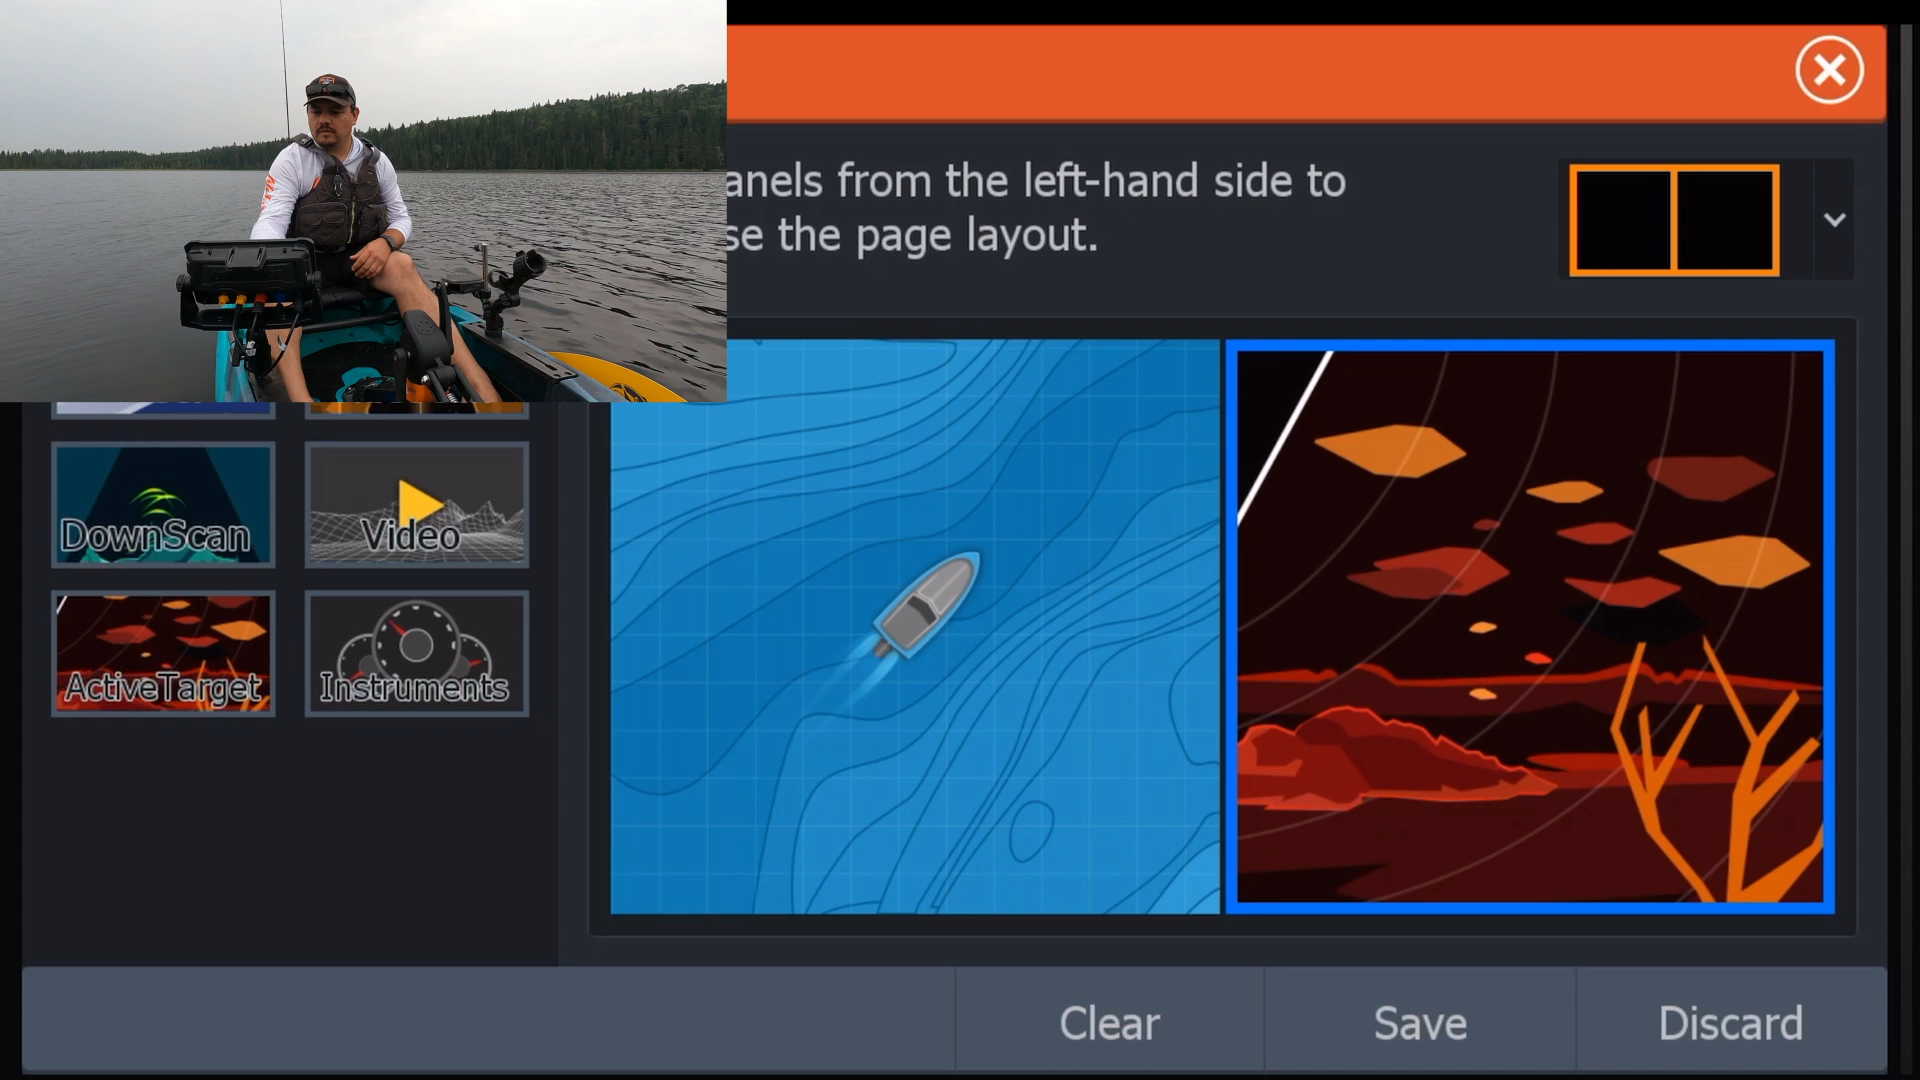 anels from the left-hand side to
se the page layout.
DownScan
Video
ActiveTarget
Instruments
Clear
Save
Discard